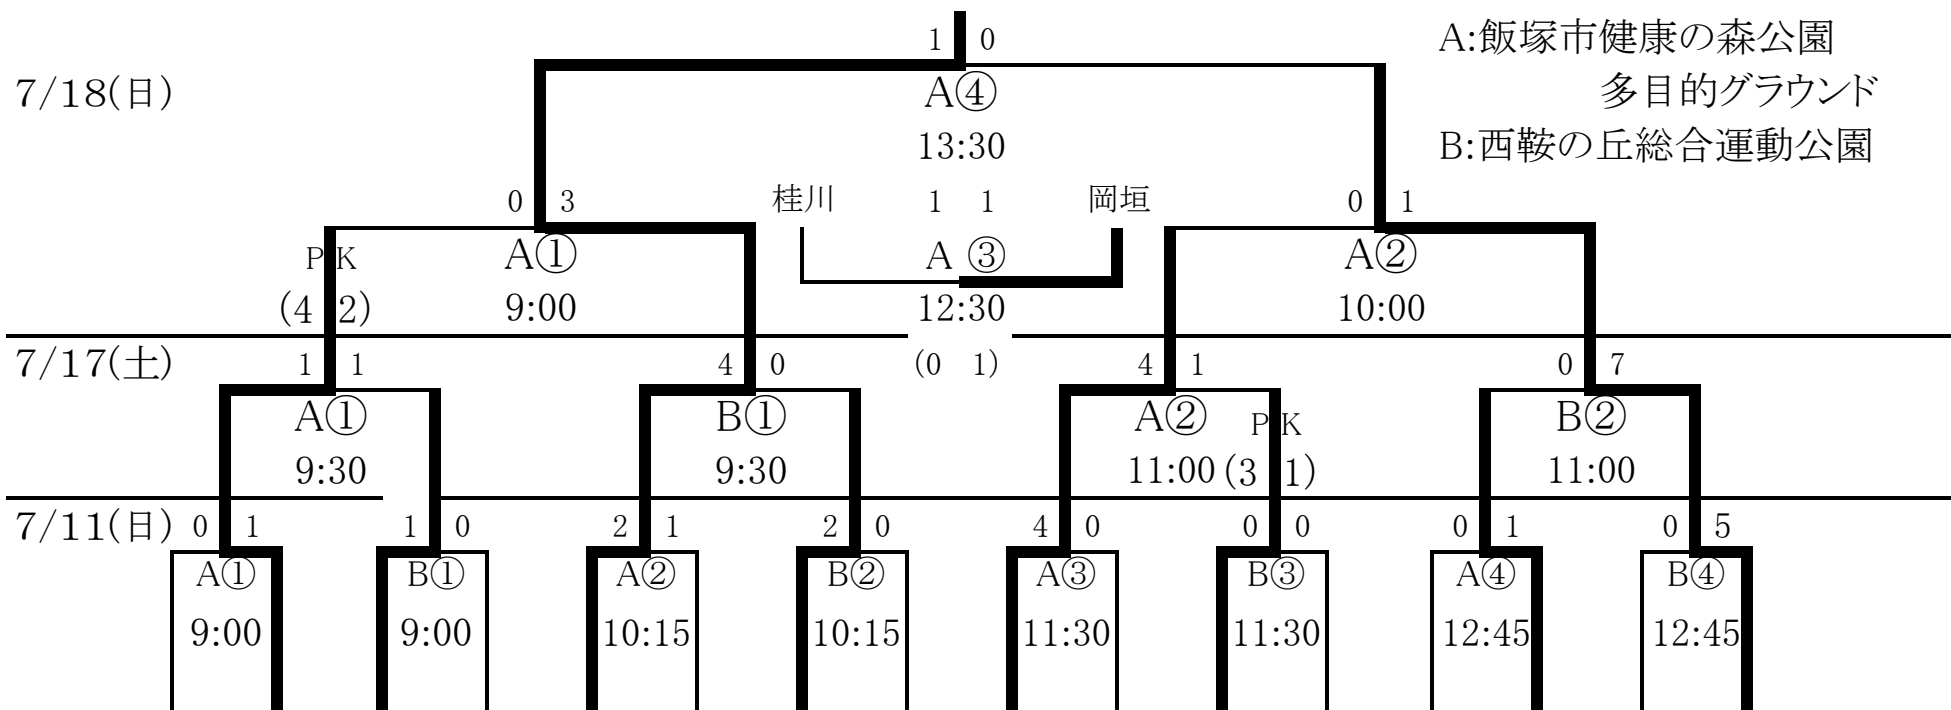 1 0
A:飯塚市健康の森公園
7/18(日)
A④
多目的グラウンド
13:30
B:西鞍の丘総合運動公園
0 3
桂川
1 1
岡垣
0 1
PK
A①
A ③
A②
(4 2)
9:00
12:30
10:00
7/17(土)
1 1
4 0
(0 1)
4 1
0 7
A①
B①
A②
PK
B②
9:30
9:30
11:00
(3 1)
11:00
7/11(日)
0 1
1 0
2 1
2 0
4 0
0 0
0 1
0 5
A①
B①
A②
B②
A③
B③
A④
B④
9:00
9:00
10:15
10:15
11:30
11:30
12:45
12:45